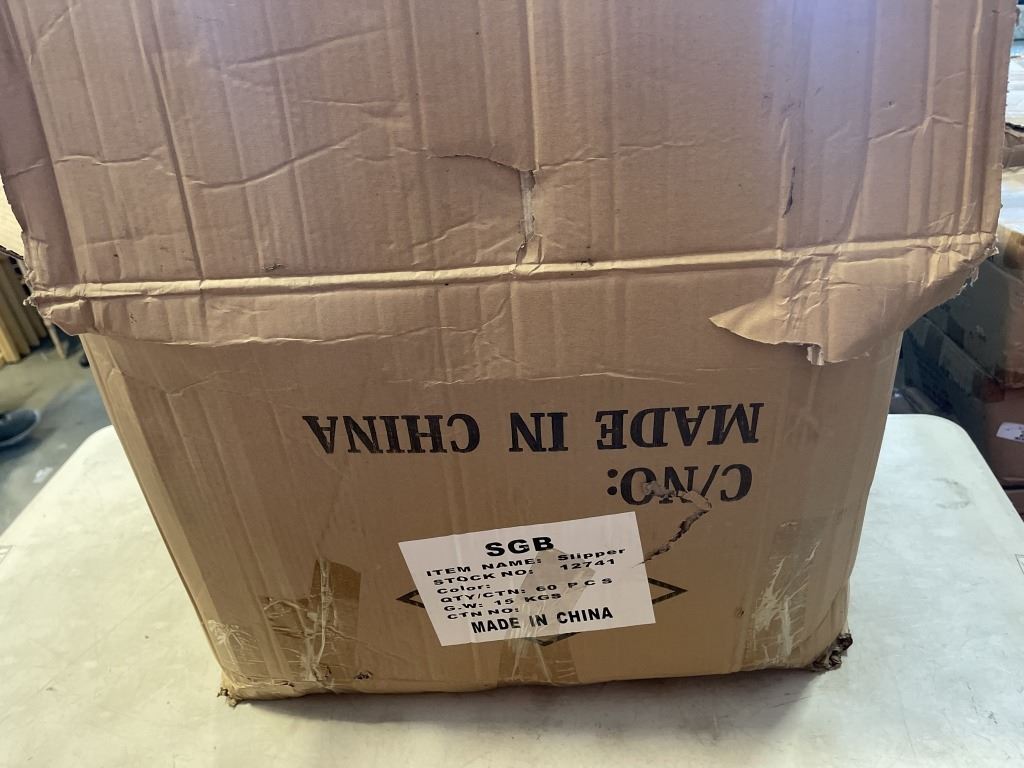 MADE IN CHINA
C/NO:
SGB
ITEM NAME: Slipper
STOCK NO: 12741
Color:
QTY/CTN: 60 PCS
G.W: 15 KGS
CTN NO:
MADE IN CHINA